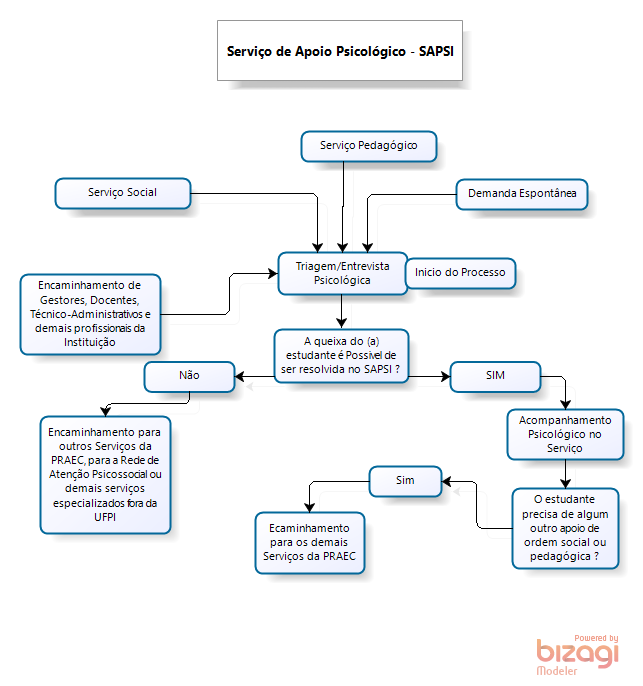 Serviço de Apoio Psicológico - SAPSI
Serviço Pedagógico
Serviço Social
Demanda Espontânea
Triagem/Entrevista
Psicológica
Inicio do Processo
Encaminhamento de
Gestores, Docentes,
Técnico-Administrativos e
demais profissionais da
Instituição
A queixa do (a)
estudante é Possivel de
ser resolvida no SAPSI ?
Não
SIM
Encaminhamento para
outros Serviços da
PRAEC, para a Rede de
Atenção Psicossocial ou
demais serviços
especializados fora da
UFPI
Acompanhamento
Psicológico no
Serviço
Sim
O estudante
precisa de algum
outro apoio de
ordem social ou
pedagógica ?
Ecaminhamento
para os demais
Serviços da PRAEC
Powered by
bizagi
Modeler